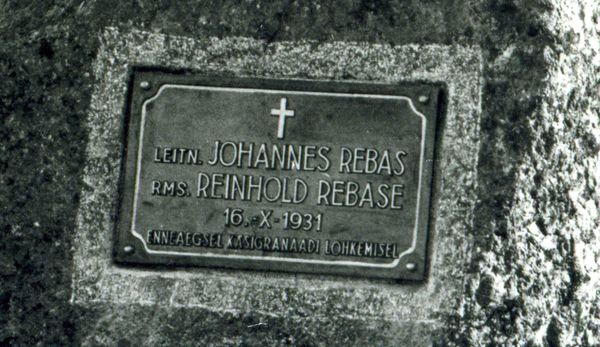 LEITN. JOHANNES REBAS
RMS. REINHOLD REBASE
16.-X-1931
ENNEAEGSEL KÄSIGRANAADI LÕHKEMISEL